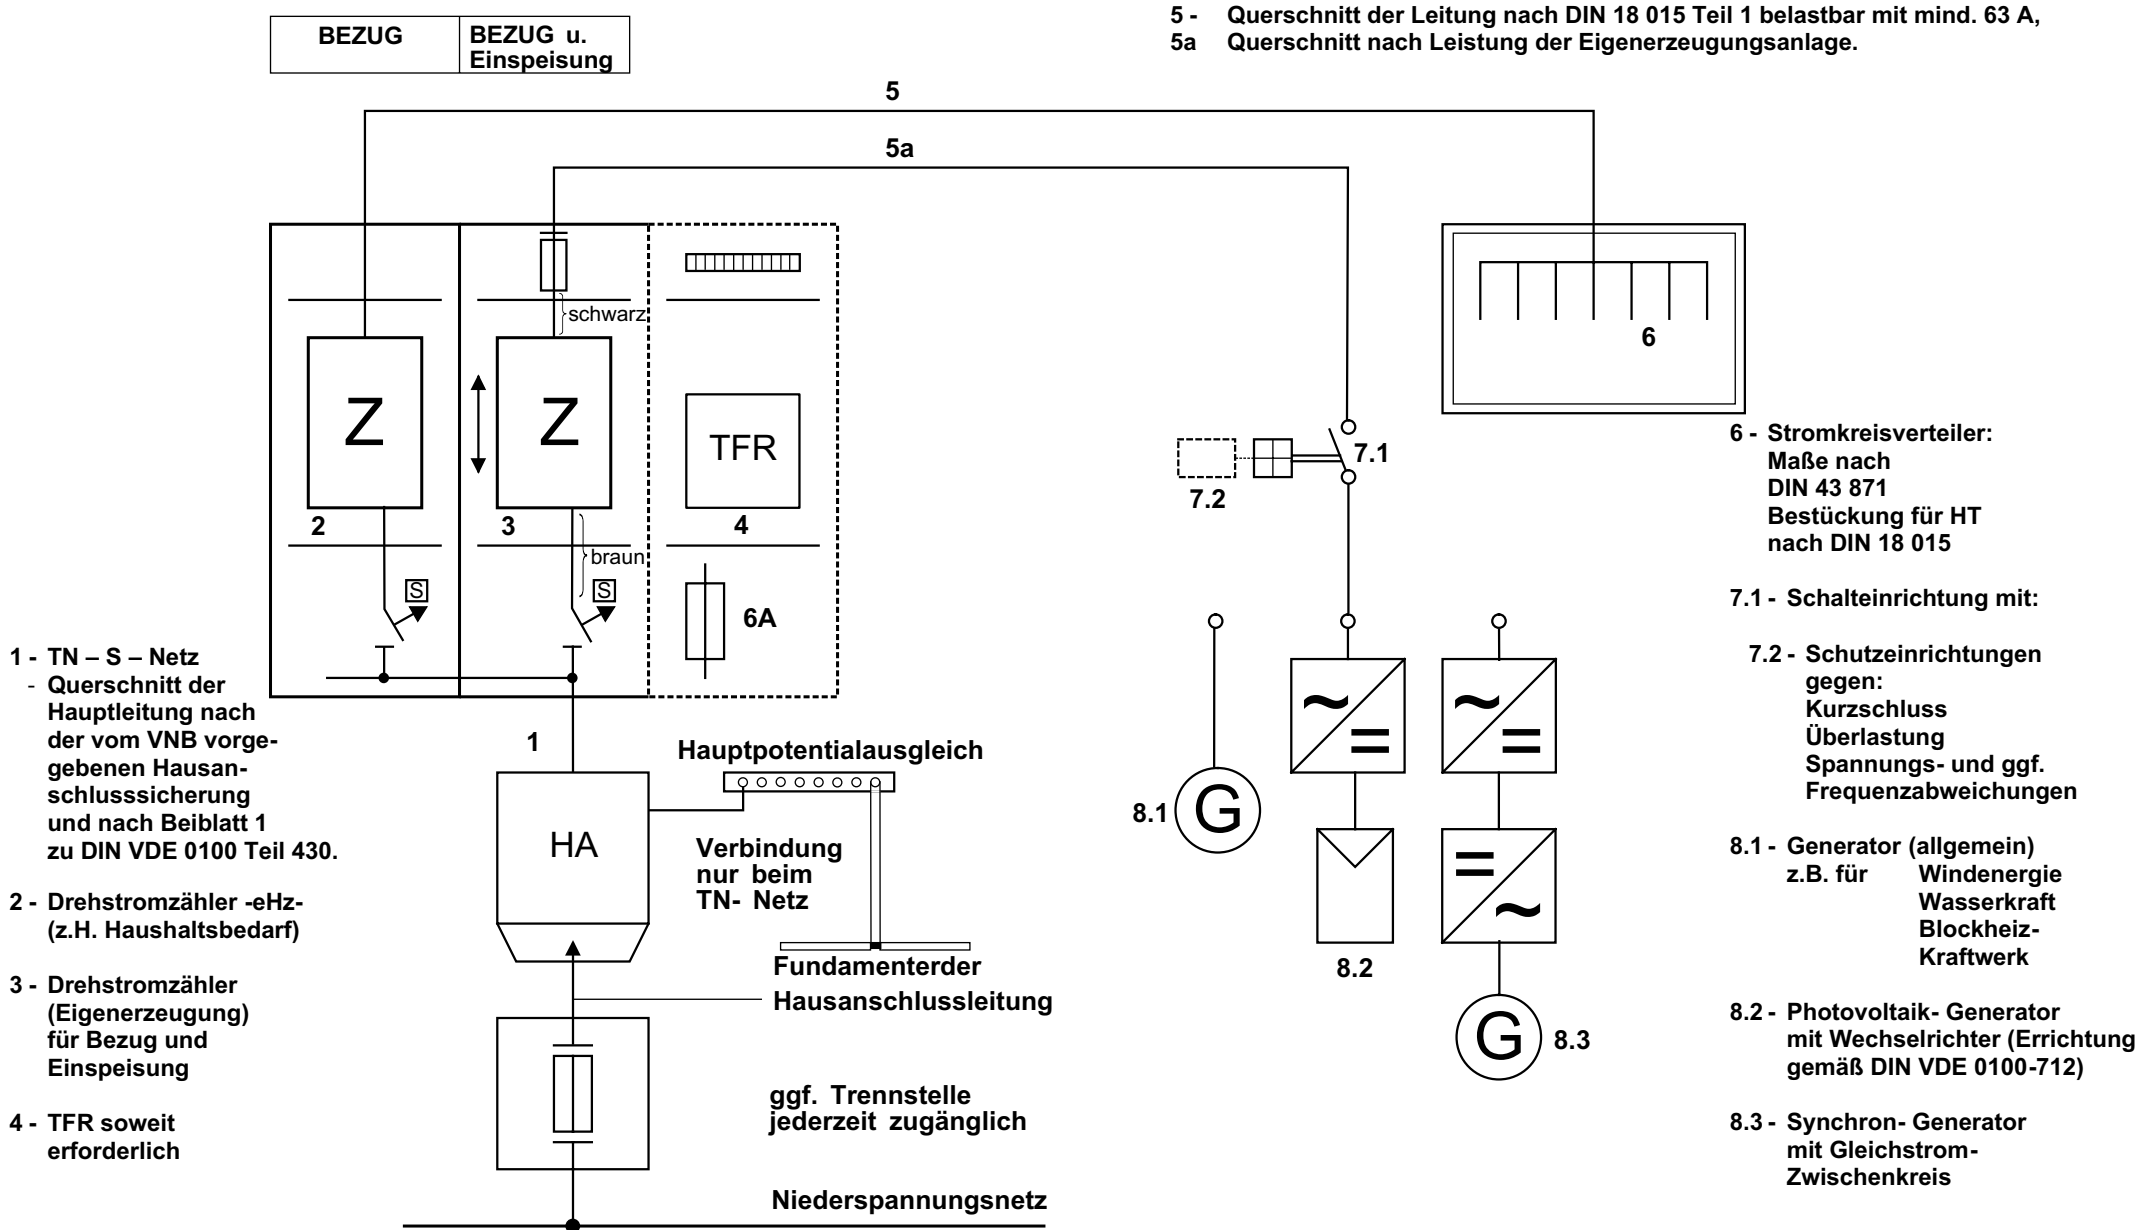 BEZUG
BEZUG u.
Einspeisung
5 - Querschnitt der Leitung nach DIN 18 015 Teil 1 belastbar mit mind. 63 A,
5a Querschnitt nach Leistung der Eigenerzeugungsanlage.
5
5a
schwarz
Z
Z
TFR
2
3
4
braun
S
S
6A
6
7.1
7.2
1 - TN – S – Netz
- Querschnitt der
Hauptleitung nach
der vom VNB vorge-
gebenen Hausan-
schlusssicherung
und nach Beiblatt 1
zu DIN VDE 0100 Teil 430.
2 - Drehstromzähler -eHz-
(z.H. Haushaltsbedarf)
3 - Drehstromzähler
(Eigenerzeugung)
für Bezug und
Einspeisung
4 - TFR soweit
erforderlich
1
HA
Hauptpotentialausgleich
Verbindung
nur beim
TN- Netz
Fundamenterder
Hausanschlussleitung
ggf. Trennstelle
jederzeit zugänglich
Niederspannungsnetz
~
=
~
=
8.1
G
=
~
8.2
G
8.3
6 - Stromkreisverteiler:
Maße nach
DIN 43 871
Bestückung für HT
nach DIN 18 015
7.1 - Schalteinrichtung mit:
7.2 - Schutzeinrichtungen
gegen:
Kurzschluss
Überlastung
Spannungs- und ggf.
Frequenzabweichungen
8.1 - Generator (allgemein)
z.B. für Windenergie
Wasserkraft
Blockheiz-
Kraftwerk
8.2 - Photovoltaik- Generator
mit Wechselrichter (Errichtung
gemäß DIN VDE 0100-712)
8.3 - Synchron- Generator
mit Gleichstrom-
Zwischenkreis